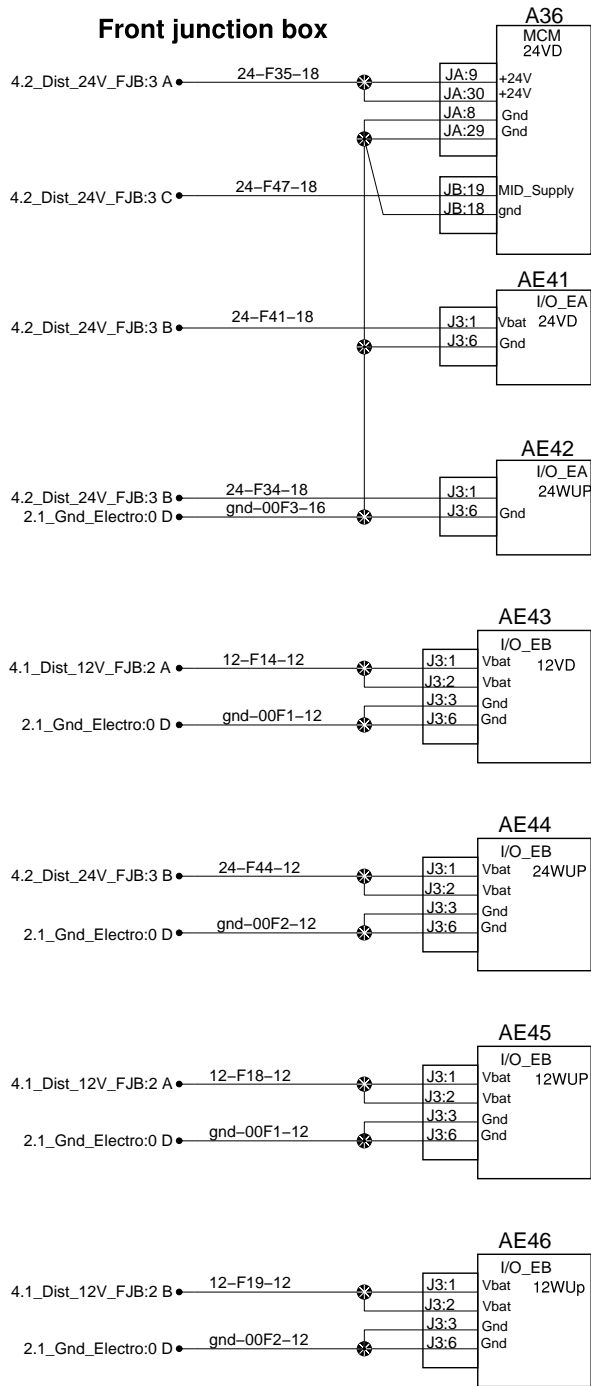 Front junction box
A36
MCM
24VD
4.2_Dist_24V_FJB:3 A 24–F35–18 JA:9 +24V
JA:30 +24V
JA:8 Gnd
JA:29 Gnd
4.2_Dist_24V_FJB:3 C 24–F47–18 JB:19 MID_Supply
JB:18 gnd
AE41
I/O_EA
4.2_Dist_24V_FJB:3 B 24–F41–18 J3:1 Vbat 24VD
J3:6 Gnd
AE42
I/O_EA
4.2_Dist_24V_FJB:3 B 24–F34–18 J3:1 24WUP
2.1_Gnd_Electro:0 D gnd–00F3–16 J3:6 Gnd
AE43
I/O_EB
4.1_Dist_12V_FJB:2 A 12–F14–12 J3:1 Vbat 12VD
J3:2 Vbat
J3:3 Gnd
2.1_Gnd_Electro:0 D gnd–00F1–12 J3:6 Gnd
AE44
I/O_EB
4.2_Dist_24V_FJB:3 B 24–F44–12 J3:1 Vbat 24WUP
J3:2 Vbat
J3:3 Gnd
2.1_Gnd_Electro:0 D gnd–00F2–12 J3:6 Gnd
AE45
I/O_EB
4.1_Dist_12V_FJB:2 A 12–F18–12 J3:1 Vbat 12WUP
J3:2 Vbat
J3:3 Gnd
2.1_Gnd_Electro:0 D gnd–00F1–12 J3:6 Gnd
AE46
I/O_EB
4.1_Dist_12V_FJB:2 B 12–F19–12 J3:1 Vbat 12WUp
J3:2 Vbat
J3:3 Gnd
2.1_Gnd_Electro:0 D gnd–00F2–12 J3:6 Gnd